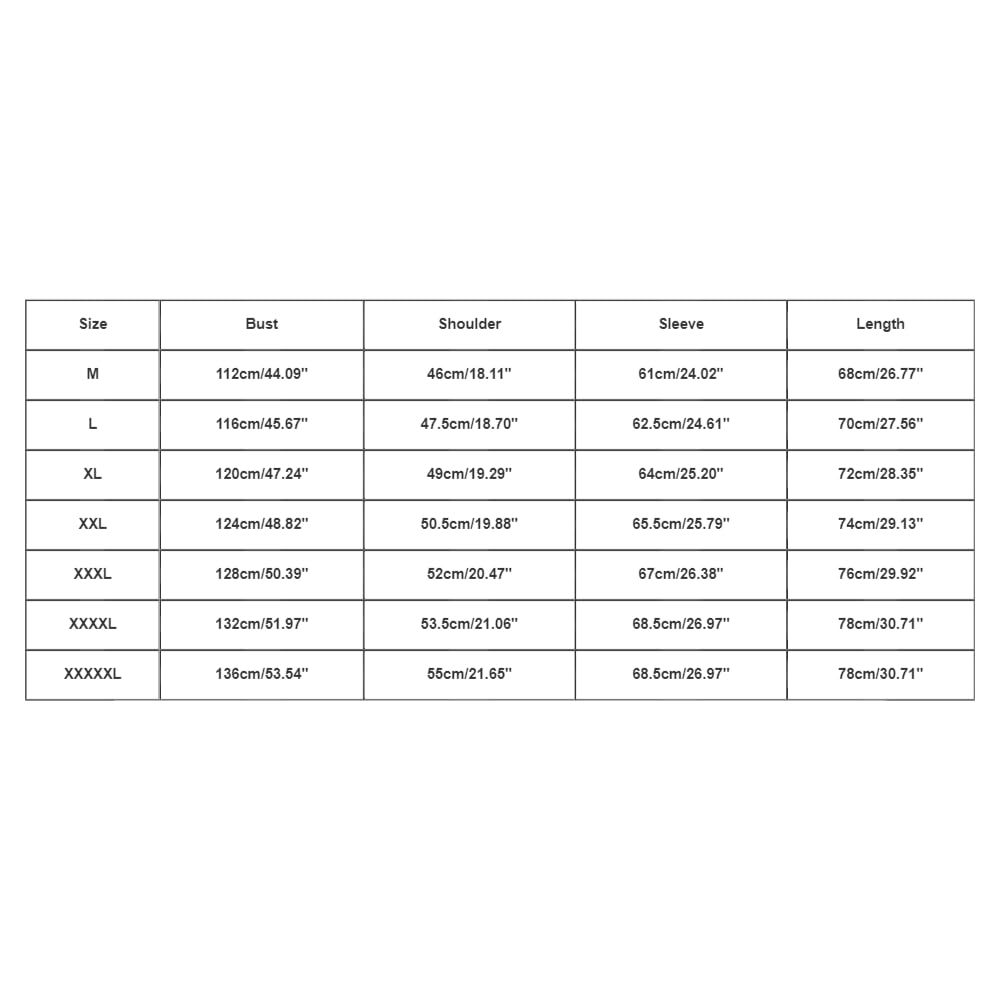 Size Bust Shoulder Sleeve Length
M 112cm/44.09'' 46cm/18.11'' 61cm/24.02'' 68cm/26.77''
L 116cm/45.67'' 47.5cm/18.70'' 62.5cm/24.61'' 70cm/27.56''
XL 120cm/47.24'' 49cm/19.29'' 64cm/25.20'' 72cm/28.35''
XXL 124cm/48.82'' 50.5cm/19.88'' 65.5cm/25.79'' 74cm/29.13''
XXXL 128cm/50.39'' 52cm/20.47'' 67cm/26.38'' 76cm/29.92''
XXXXL 132cm/51.97'' 53.5cm/21.06'' 68.5cm/26.97'' 78cm/30.71''
XXXXXL 136cm/53.54'' 55cm/21.65'' 68.5cm/26.97'' 78cm/30.71''